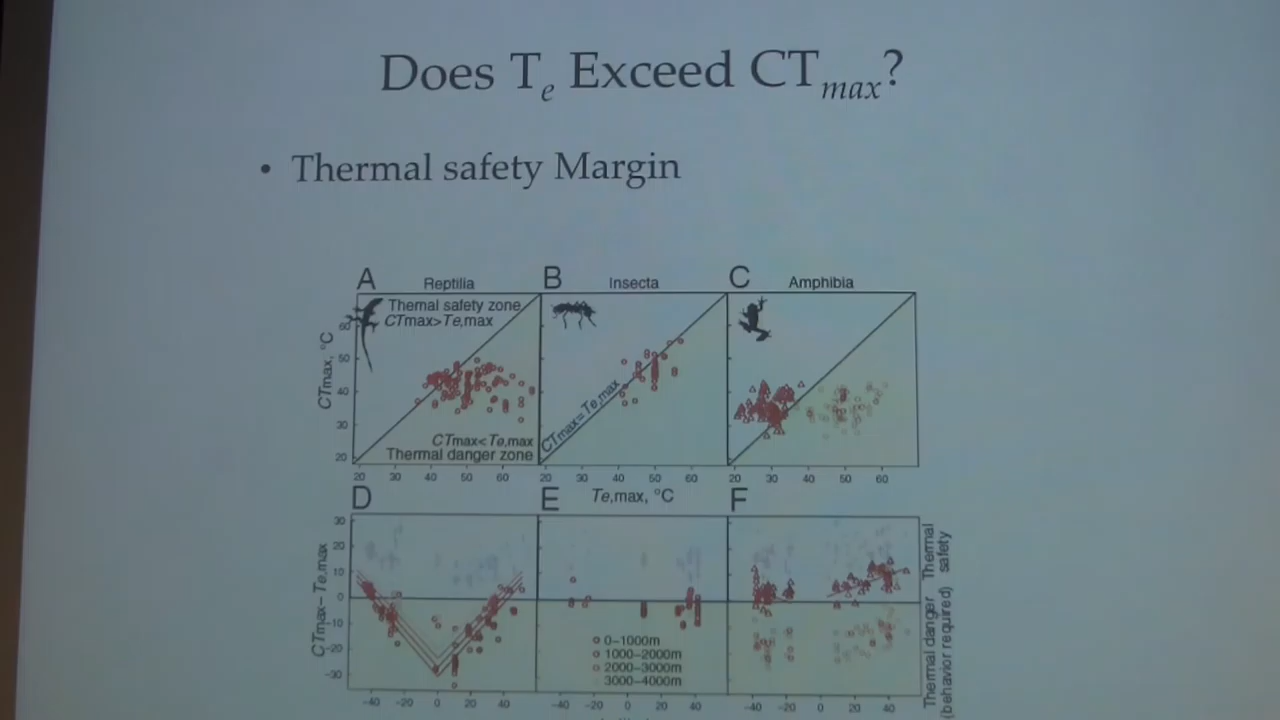 Does Te Exceed CTmax?
• Thermal safety Margin
A Reptilia B Insecta C Amphibia
Themal safety zone
CTmax>Te,max
CTmax, °C
60
50
40
30
20
CTmax=Te,max
CTmax<Te,max
Thermal danger zone
20 30 40 50 60 20 30 40 50 60 20 30 40 50 60
D E Te,max, °C F
CTmax–Te,max
30
20
10
0
–10
–20
–30
0–1000m
1000–2000m
2000–3000m
3000–4000m
Thermal danger Thermal
(behavior required) safety
–40 –20 0 20 40 –40 –20 0 20 40 –40 –20 0 20 40